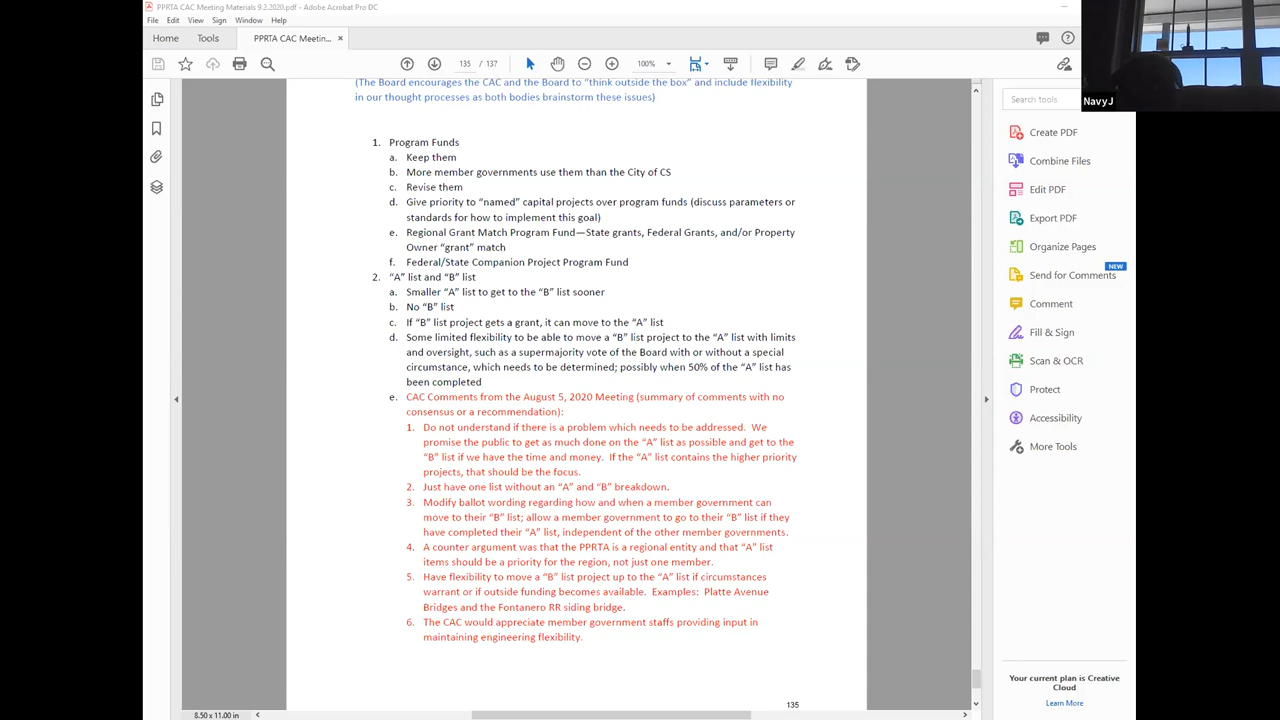 PPRTA CAC Meeting Materials 9.2.2020.pdf - Adobe Acrobat Pro DC
File Edit View Sign Window Help
Home Tools PPRTA CAC Meetin... ×
135 / 137 100%
NavyJ
(The Board encourages the CAC and the Board to “think outside the box” and include flexibility
in our thought processes as both bodies brainstorm these issues)
1. Program Funds
a. Keep them
b. More member governments use them than the City of CS
c. Revise them
d. Give priority to “named” capital projects over program funds (discuss parameters or
standards for how to implement this goal)
e. Regional Grant Match Program Fund—State grants, Federal Grants, and/or Property
Owner “grant” match
f. Federal/State Companion Project Program Fund
2. “A” list and “B” list
a. Smaller “A” list to get to the “B” list sooner
b. No “B” list
c. If “B” list project gets a grant, it can move to the “A” list
d. Some limited flexibility to be able to move a “B” list project to the “A” list with limits
and oversight, such as a supermajority vote of the Board with or without a special
circumstance, which needs to be determined; possibly when 50% of the “A” list has
been completed
e. CAC Comments from the August 5, 2020 Meeting (summary of comments with no
consensus or a recommendation):
1. Do not understand if there is a problem which needs to be addressed. We
promise the public to get as much done on the “A” list as possible and get to the
“B” list if we have the time and money. If the “A” list contains the higher priority
projects, that should be the focus.
2. Just have one list without an “A” and “B” breakdown.
3. Modify ballot wording regarding how and when a member government can
move to their “B” list; allow a member government to go to their “B” list if they
have completed their “A” list, independent of the other member governments.
4. A counter argument was that the PPRTA is a regional entity and that “A” list
items should be a priority for the region, not just one member.
5. Have flexibility to move a “B” list project up to the “A” list if circumstances
warrant or if outside funding becomes available. Examples: Platte Avenue
Bridges and the Fontanero RR siding bridge.
6. The CAC would appreciate member government staffs providing input in
maintaining engineering flexibility.
135
8.50 x 11.00 in
Search tools
Create PDF
Combine Files
Edit PDF
Export PDF
Organize Pages
NEW
Send for Comments
Comment
Fill & Sign
Scan & OCR
Protect
Accessibility
More Tools
Your current plan is Creative
Cloud
Learn More